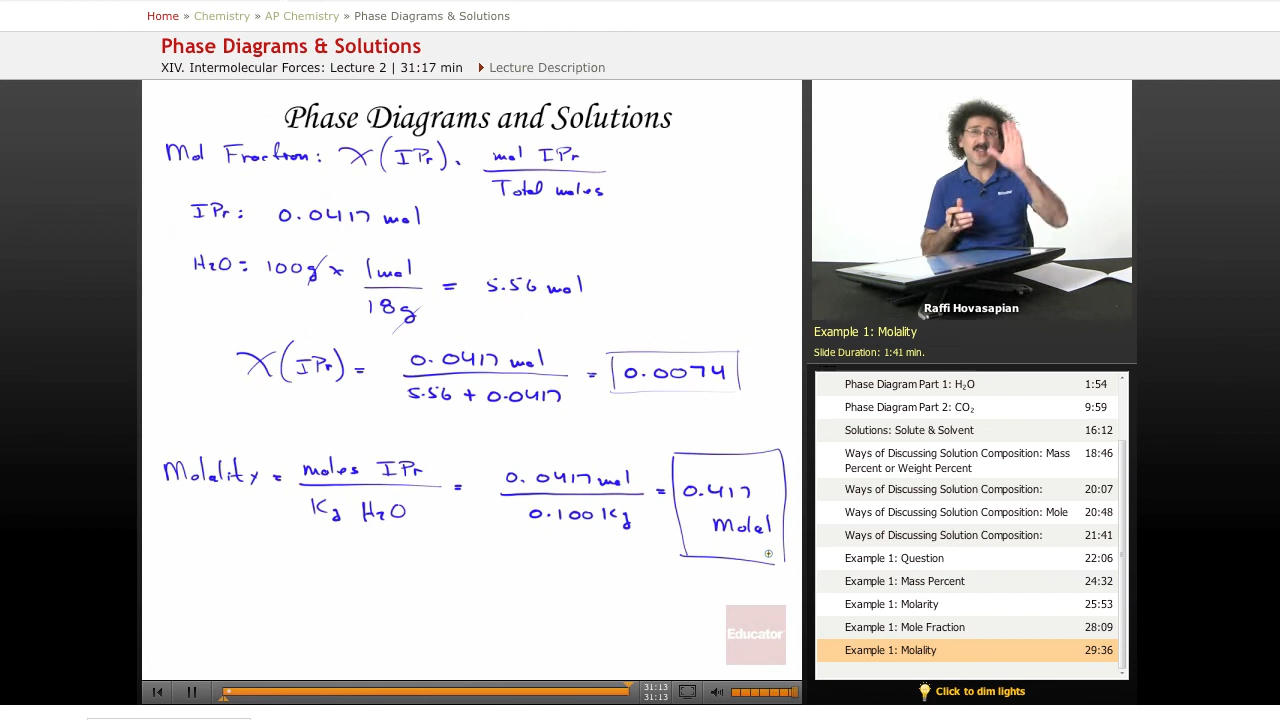 Home » Chemistry » AP Chemistry » Phase Diagrams & Solutions
Phase Diagrams & Solutions
XIV. Intermolecular Forces: Lecture 2 | 31:17 min Lecture Description
Phase Diagrams and Solutions
Mol Fraction: X (IPr). mol IPr
Total moles
IPr: 0.0417 mol
H2O: 100g × 1 mol
18g
= 5.56 mol
X (IPr) = 0.0417 mol
5.56 + 0.0417
= 0.0074
Molality = moles IPr
Kg H2O
= 0.0417 mol
0.100 Kg
= 0.417
Molal
Educator
Raffi Hovasapian
Example 1: Molality
Slide Duration: 1:41 min.
Phase Diagram Part 1: H₂O 1:54
Phase Diagram Part 2: CO₂ 9:59
Solutions: Solute & Solvent 16:12
Ways of Discussing Solution Composition: Mass 18:46
Percent or Weight Percent
Ways of Discussing Solution Composition: 20:07
Ways of Discussing Solution Composition: Mole 20:48
Ways of Discussing Solution Composition: 21:41
Example 1: Question 22:06
Example 1: Mass Percent 24:32
Example 1: Molarity 25:53
Example 1: Mole Fraction 28:09
Example 1: Molality 29:36
31:13
31:13
Click to dim lights